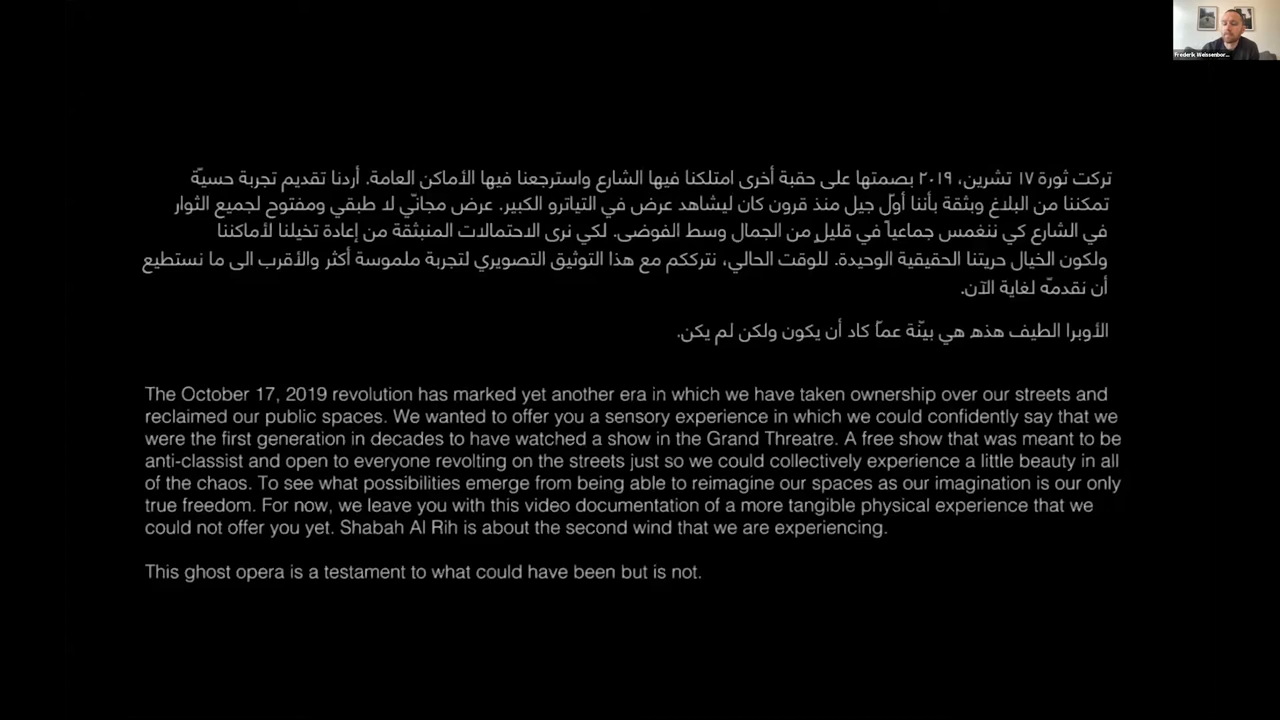 Frederik Weissenbor...
تركت ثورة ١٧ تشرين، ٢٠١٩ بصمتها على حقبة أخرى امتلكنا فيها الشارع واسترجعنا فيها الأماكن العامة. أردنا تقديم تجربة حسيّة
تمكننا من البلاغ وبثقة بأننا أوّل جيل منذ قرون كان ليشاهد عرض في التياترو الكبير. عرض مجانّي لا طبقي ومفتوح لجميع الثوار
في الشارع كي ننغمس جماعياً في قليلٍ من الجمال وسط الفوضى. لكي نرى الاحتمالات المنبثقة من إعادة تخيلنا لأماكننا
ولكون الخيال حريتنا الحقيقية الوحيدة. للوقت الحالي، نترككم مع هذا التوثيق التصويري لتجربة ملموسة أكثر والأقرب الى ما نستطيع
أن نقدمّه لغاية الآن.
الأوبرا الطيف هذه هي بيّنة عمّا كاد أن يكون ولكن لم يكن.
The October 17, 2019 revolution has marked yet another era in which we have taken ownership over our streets and
reclaimed our public spaces. We wanted to offer you a sensory experience in which we could confidently say that we
were the first generation in decades to have watched a show in the Grand Threatre. A free show that was meant to be
anti-classist and open to everyone revolting on the streets just so we could collectively experience a little beauty in all
of the chaos. To see what possibilities emerge from being able to reimagine our spaces as our imagination is our only
true freedom. For now, we leave you with this video documentation of a more tangible physical experience that we
could not offer you yet. Shabah Al Rih is about the second wind that we are experiencing.
This ghost opera is a testament to what could have been but is not.